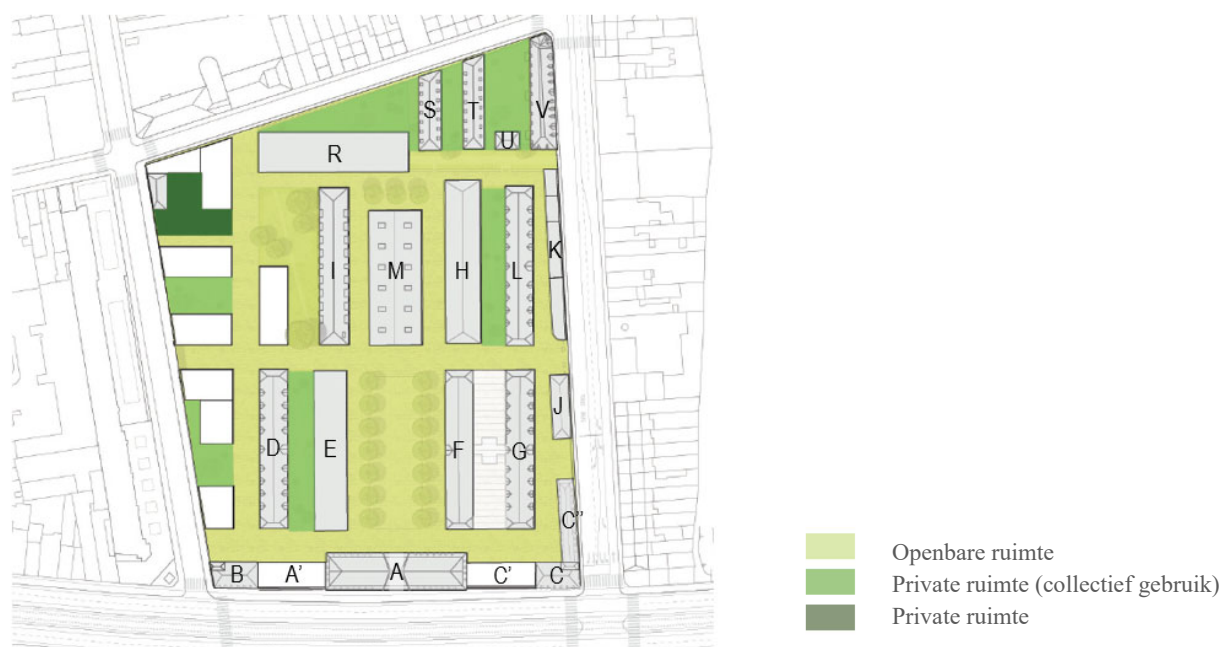 S
T
V
U
R
K
I
M
H
L
J
D
E
F
G
C''
B
A'
A
C'
C
Openbare ruimte
Private ruimte (collectief gebruik)
Private ruimte